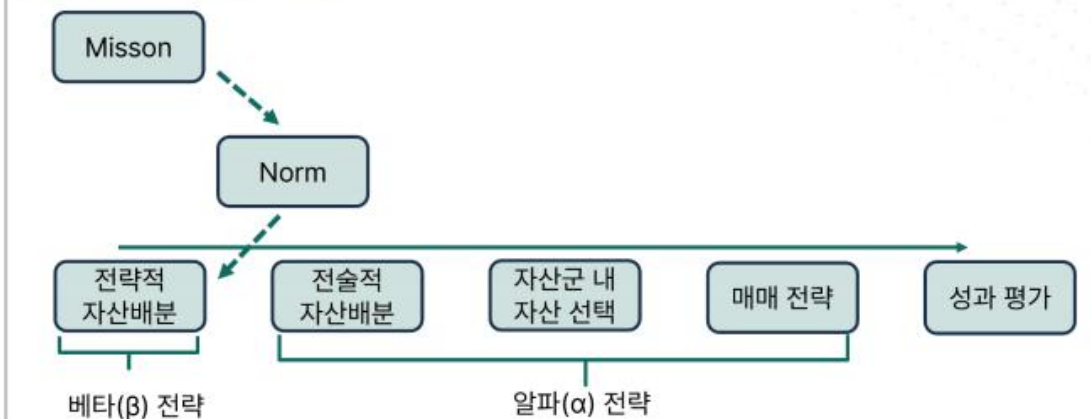 Misson
Norm
전략적
자산배분
전술적
자산배분
자산군 내
자산 선택
매매 전략
성과 평가
베타(β) 전략
알파(α) 전략